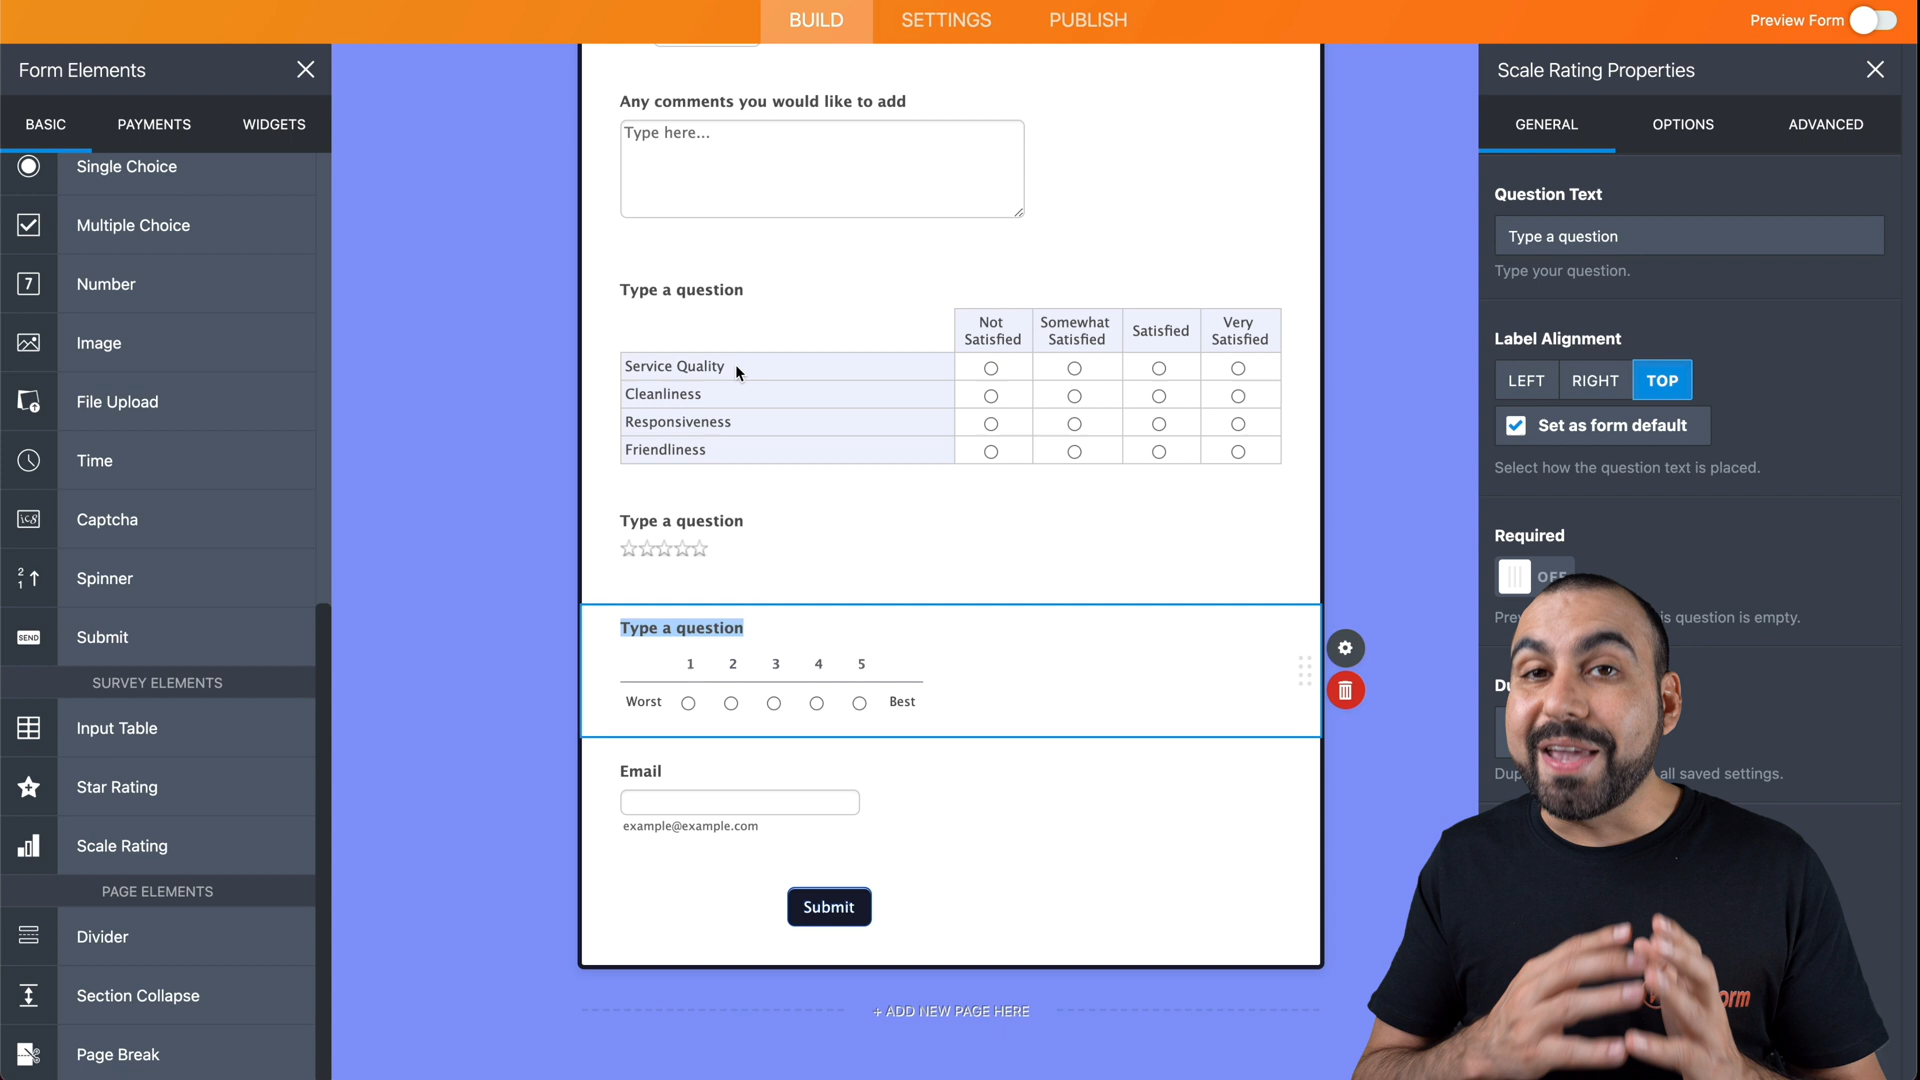 BUILD
SETTINGS
PUBLISH
Preview Form
Form Elements
BASIC
PAYMENTS
WIDGETS
Single Choice
Multiple Choice
7
Number
Image
File Upload
Time
Captcha
2
1
Spinner
SEND
Submit
SURVEY ELEMENTS
Input Table
Star Rating
Scale Rating
PAGE ELEMENTS
Divider
Section Collapse
Page Break
Any comments you would like to add
Type here...
Type a question
Not Satisfied
Somewhat Satisfied
Satisfied
Very Satisfied
Service Quality
Cleanliness
Responsiveness
Friendliness
Type a question
Type a question
1 2 3 4 5
Worst
Best
Email
example@example.com
Submit
+ ADD NEW PAGE HERE
Scale Rating Properties
GENERAL
OPTIONS
ADVANCED
Question Text
Type a question
Type your question.
Label Alignment
LEFT
RIGHT
TOP
Set as form default
Select how the question text is placed.
Required
OFF
question is empty.
all saved settings.